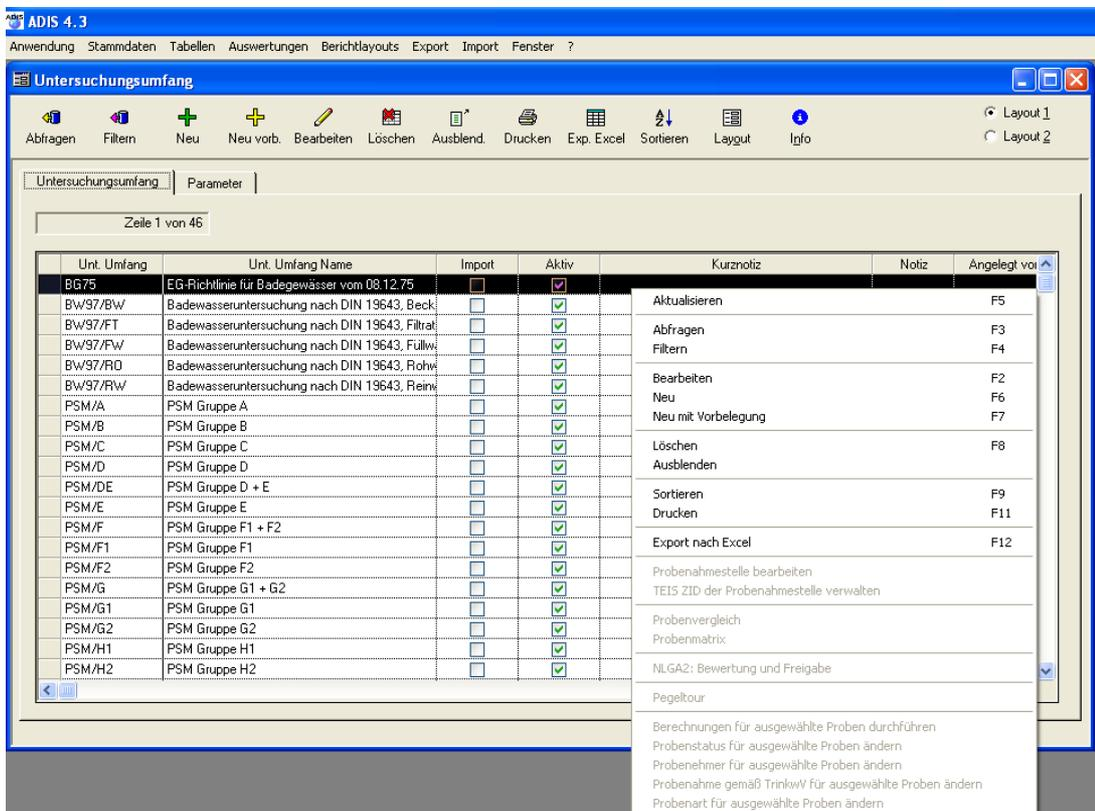 ADIS 4.3
Anwendung Stammdaten Tabellen Auswertungen Berichtlayouts Export Import Fenster ?
Untersuchungsumfang
Abfragen Filtern Neu Neu vorb. Bearbeiten Löschen Ausblend. Drucken Exp. Excel Sortieren Layout Info
Layout 1
Layout 2
Untersuchungsumfang Parameter
Zeile 1 von 46
Unt. Umfang Unt. Umfang Name Import Aktiv Kurznotiz Notiz Angelegt vor
BG75 EG-Richtlinie für Badegewässer vom 08.12.75
BW97/BW Badewasseruntersuchung nach DIN 19643, Beck
BW97/FT Badewasseruntersuchung nach DIN 19643, Filtrat
BW97/FW Badewasseruntersuchung nach DIN 19643, Füllw
BW97/RO Badewasseruntersuchung nach DIN 19643, Rohw
BW97/RW Badewasseruntersuchung nach DIN 19643, Reinw
PSM/A PSM Gruppe A
PSM/B PSM Gruppe B
PSM/C PSM Gruppe C
PSM/D PSM Gruppe D
PSM/DE PSM Gruppe D + E
PSM/E PSM Gruppe E
PSM/F PSM Gruppe F1 + F2
PSM/F1 PSM Gruppe F1
PSM/F2 PSM Gruppe F2
PSM/G PSM Gruppe G1 + G2
PSM/G1 PSM Gruppe G1
PSM/G2 PSM Gruppe G2
PSM/H1 PSM Gruppe H1
PSM/H2 PSM Gruppe H2
Aktualisieren F5
Abfragen F3
Filtern F4
Bearbeiten F2
Neu F6
Neu mit Vorbelegung F7
Löschen F8
Ausblenden
Sortieren F9
Drucken F11
Export nach Excel F12
Probenahmestelle bearbeiten
TEIS ZID der Probenahmestelle verwalten
Probenvergleich
Probenmatrix
NLGA2: Bewertung und Freigabe
Pegeltour
Berechnungen für ausgewählte Proben durchführen
Probenstatus für ausgewählte Proben ändern
Probenehmer für ausgewählte Proben ändern
Probenahme gemäß TrinkwV für ausgewählte Proben ändern
Probenart für ausgewählte Proben ändern